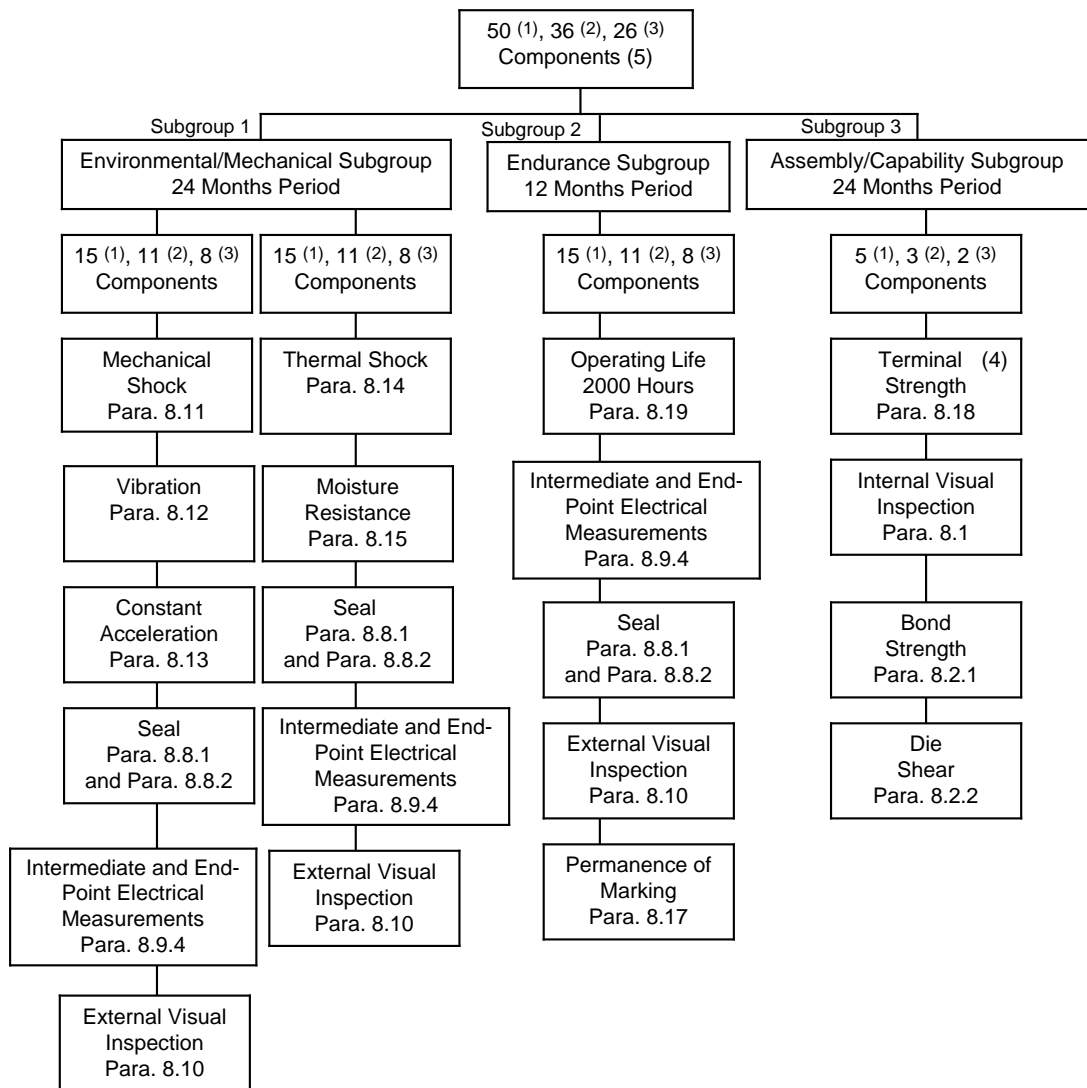 50 (1), 36 (2), 26 (3)
Components (5)
Subgroup 1
Environmental/Mechanical Subgroup
24 Months Period
15 (1), 11 (2), 8 (3)
Components
Mechanical
Shock
Para. 8.11
Vibration
Para. 8.12
Constant
Acceleration
Para. 8.13
Seal
Para. 8.8.1
and Para. 8.8.2
Intermediate and End-
Point Electrical
Measurements
Para. 8.9.4
External Visual
Inspection
Para. 8.10
15 (1), 11 (2), 8 (3)
Components
Thermal Shock
Para. 8.14
Moisture
Resistance
Para. 8.15
Seal
Para. 8.8.1
and Para. 8.8.2
Intermediate and End-
Point Electrical
Measurements
Para. 8.9.4
External Visual
Inspection
Para. 8.10
Subgroup 2
Endurance Subgroup
12 Months Period
15 (1), 11 (2), 8 (3)
Components
Operating Life
2000 Hours
Para. 8.19
Intermediate and End-
Point Electrical
Measurements
Para. 8.9.4
Seal
Para. 8.8.1
and Para. 8.8.2
External Visual
Inspection
Para. 8.10
Permanence of
Marking
Para. 8.17
Subgroup 3
Assembly/Capability Subgroup
24 Months Period
5 (1), 3 (2), 2 (3)
Components
Terminal (4)
Strength
Para. 8.18
Internal Visual
Inspection
Para. 8.1
Bond
Strength
Para. 8.2.1
Die
Shear
Para. 8.2.2